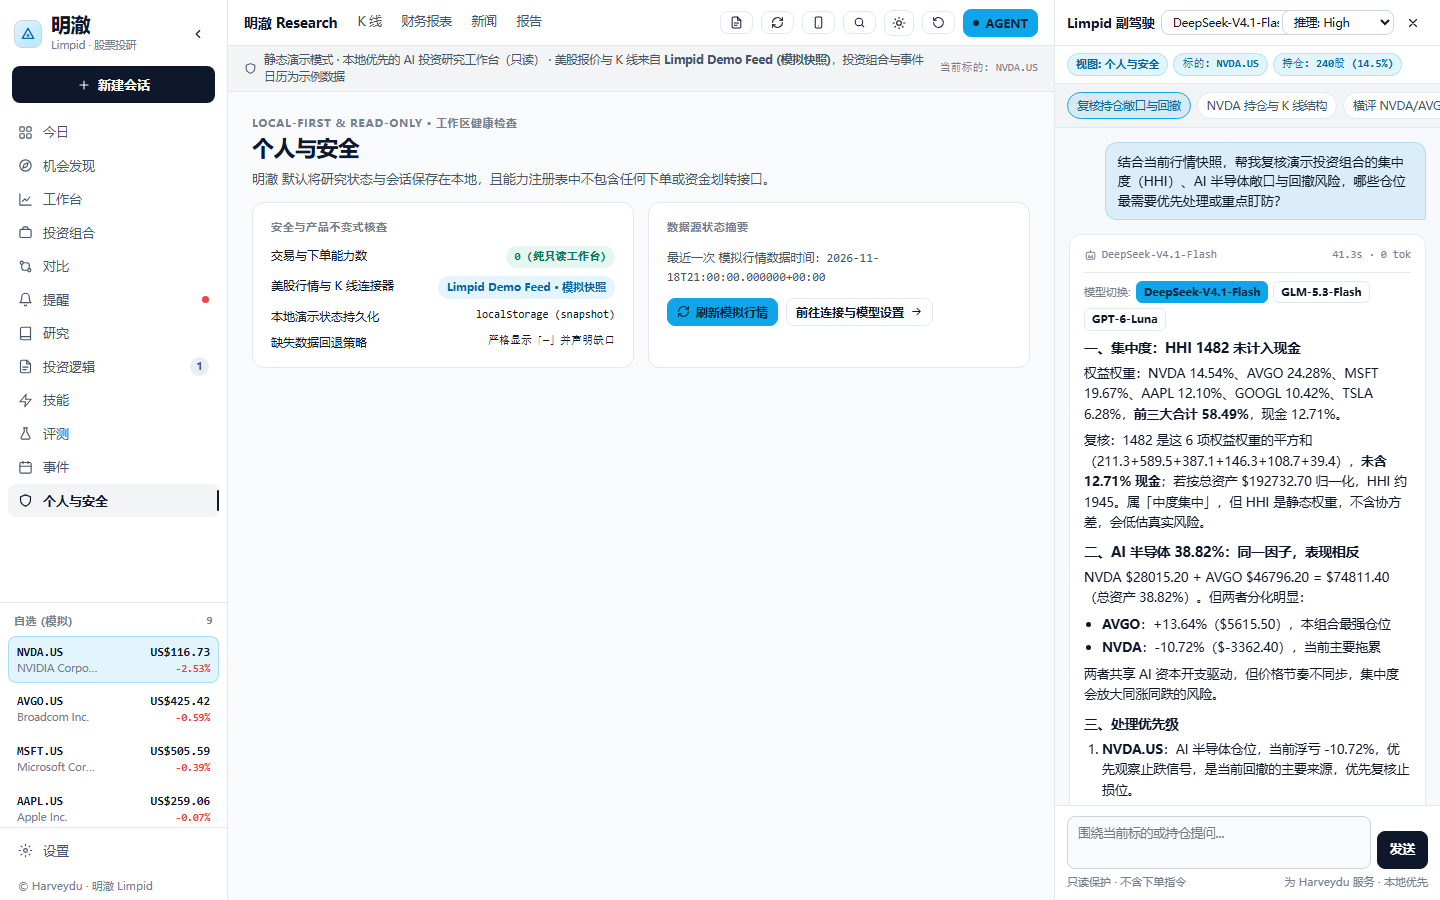 明澈
Limpid · 股票投研
新建会话
今日
机会发现
工作台
投资组合
对比
提醒
研究
投资逻辑 1
技能
评测
事件
个人与安全
自选 (模拟) 9
NVDA.US US$116.73
NVIDIA Corpo... -2.53%
AVGO.US US$425.42
Broadcom Inc. -0.59%
MSFT.US US$505.59
Microsoft Cor... -0.39%
AAPL.US US$259.06
Apple Inc. -0.07%
设置
© Harveydu · 明澈 Limpid
明澈 Research K 线 财务报表 新闻 报告 AGENT
静态演示模式 · 本地优先的 AI 投资研究工作台（只读） · 美股报价与 K 线来自 Limpid Demo Feed (模拟快照)，投资组合与事件
日历为示例数据
当前标的: NVDA.US
LOCAL-FIRST & READ-ONLY • 工作区健康检查
个人与安全
明澈 默认将研究状态与会话保存在本地，且能力注册表中不包含任何下单或资金划转接口。
安全与产品不变式核查
交易与下单能力数 0 (纯只读工作台)
美股行情与 K 线连接器 Limpid Demo Feed • 模拟快照
本地演示状态持久化 localStorage (snapshot)
缺失数据回退策略 严格显示「—」并声明缺口
数据源状态摘要
最近一次 模拟行情数据时间: 2026-11-
18T21:00:00.000000+00:00
刷新模拟行情 前往连接与模型设置 →
Limpid 副驾驶 DeepSeek-V4.1-Flas 推理: High
视图: 个人与安全 标的: NVDA.US 持仓: 240股 (14.5%)
复核持仓敞口与回撤 NVDA 持仓与 K 线结构 横评 NVDA/AVG
结合当前行情快照，帮我复核演示投资组合的集中
度（HHI）、AI 半导体敞口与回撤风险，哪些仓位
最需要优先处理或重点盯防？
DeepSeek-V4.1-Flash 41.3s · 0 tok
模型切换: DeepSeek-V4.1-Flash GLM-5.3-Flash
GPT-6-Luna
一、集中度：HHI 1482 未计入现金
权益权重：NVDA 14.54%、AVGO 24.28%、MSFT
19.67%、AAPL 12.10%、GOOGL 10.42%、TSLA
6.28%，前三大合计 58.49%，现金 12.71%。
复核：1482 是这 6 项权益权重的平方和
（211.3+589.5+387.1+146.3+108.7+39.4），未含
12.71% 现金；若按总资产 $192732.70 归一化，HHI 约
1945。属「中度集中」，但 HHI 是静态权重，不含协方
差，会低估真实风险。
二、AI 半导体 38.82%：同一因子，表现相反
NVDA $28015.20 + AVGO $46796.20 = $74811.40
（总资产 38.82%）。但两者分化明显：
• AVGO：+13.64%（$5615.50），本组合最强仓位
• NVDA：-10.72%（$-3362.40），当前主要拖累
两者共享 AI 资本开支驱动，但价格节奏不同步，集中度
会放大同涨同跌的风险。
三、处理优先级
1. NVDA.US：AI 半导体仓位，当前浮亏 -10.72%，优
先观察止跌信号，是当前回撤的主要来源，优先复核止
损位。
围绕当前标的或持仓提问...
发送
只读保护 · 不含下单指令 为 Harveydu 服务 · 本地优先